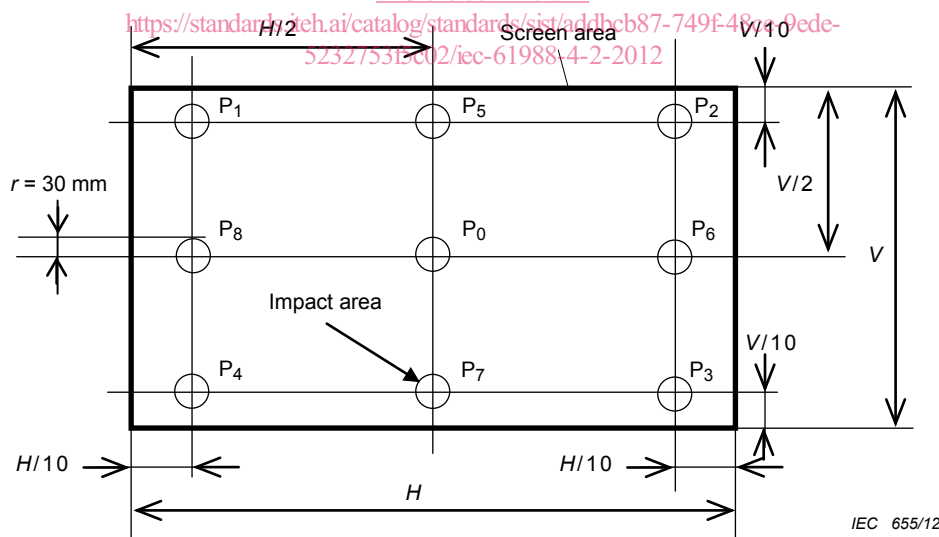 https://standards.iteh.ai/catalog/standards/sist/addbcb87-749f-48ee-9ede-
5232753f5c02/iec-61988-4-2-2012
H/2
Screen area
V/10
P1
P5
P2
r = 30 mm
V/2
P8
P0
P6
V
Impact area
V/10
P4
P7
P3
H/10
H/10
H
IEC 655/12